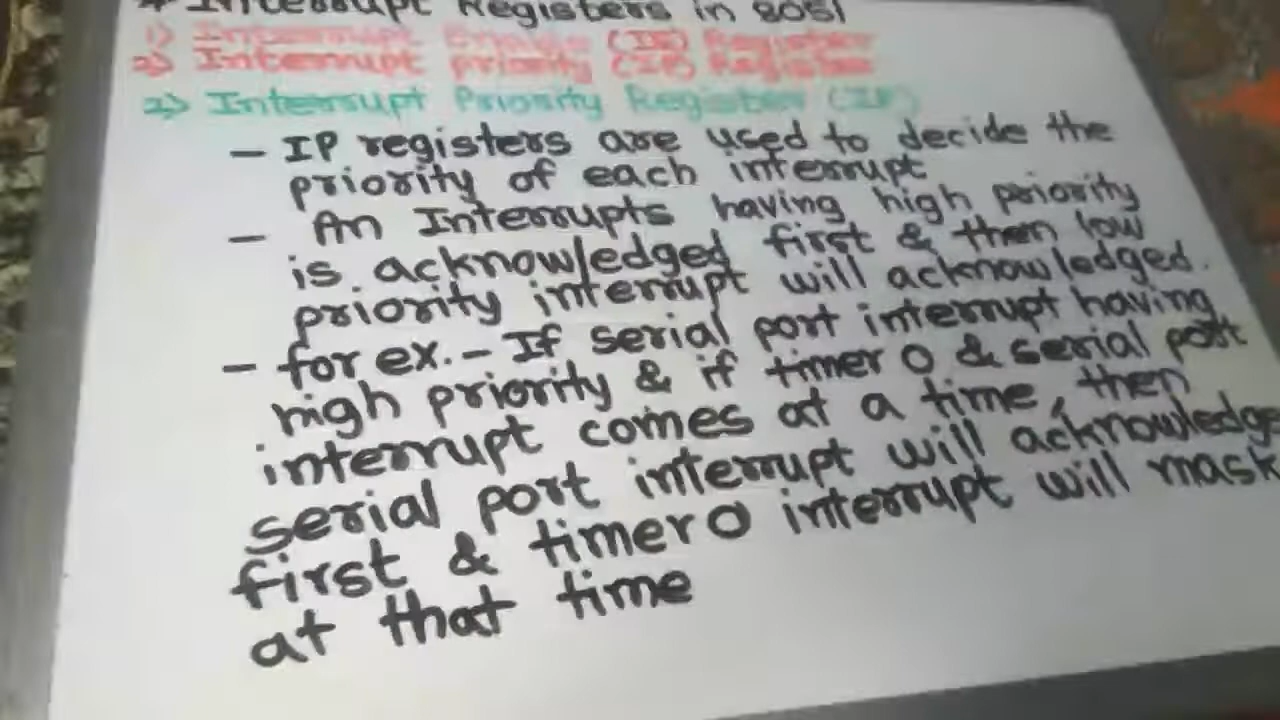 * Interrupt Registers in 8051
1) Interrupt Enable (IE) Register
2) Interrupt priority (IP) Register
2) Interrupt Priority Register (IP)
- IP registers are used to decide the
priority of each interrupt
- An Interrupts having high priority
is acknowledged first & then low
priority interrupt will acknowledged.
- for ex. - If serial port interrupt having
high priority & if timer 0 & serial port
interrupt comes at a time, then
serial port interrupt will acknowledge
first & timer 0 interrupt will mask
at that time